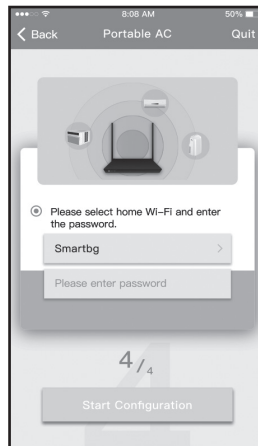 8:08 AM 50%
Back Portable AC Quit
Please select home Wi-Fi and enter
the password.
Smartbg
Please enter password
4/4
Start Configuration